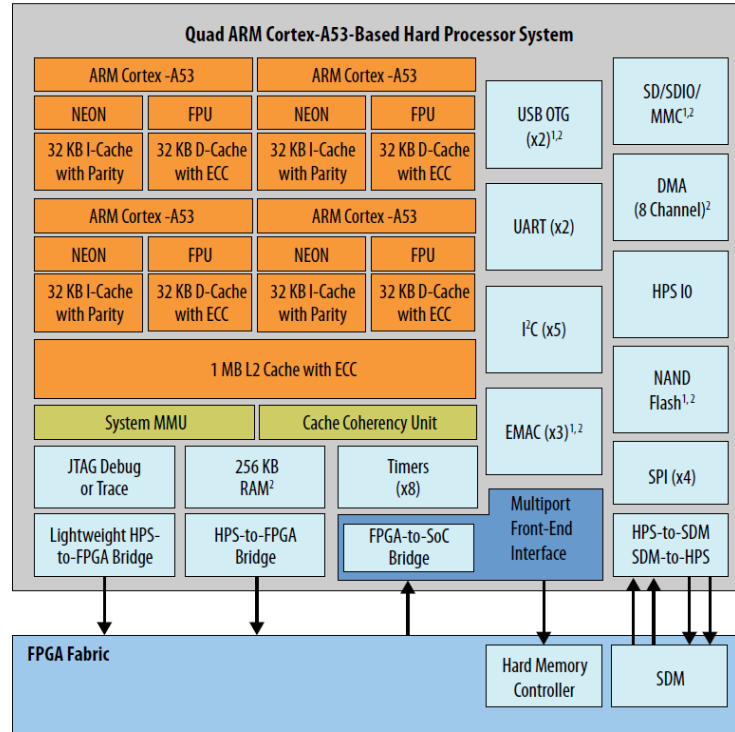 Quad ARM Cortex-A53-Based Hard Processor System
ARM Cortex -A53
ARM Cortex -A53
NEON
FPU
NEON
FPU
32 KB I-Cache
with Parity
32 KB D-Cache
with ECC
32 KB I-Cache
with Parity
32 KB D-Cache
with ECC
ARM Cortex -A53
ARM Cortex -A53
NEON
FPU
NEON
FPU
32 KB I-Cache
with Parity
32 KB D-Cache
with ECC
32 KB I-Cache
with Parity
32 KB D-Cache
with ECC
1 MB L2 Cache with ECC
System MMU
Cache Coherency Unit
JTAG Debug
or Trace
256 KB
RAM²
Timers
(x8)
Lightweight HPS-
to-FPGA Bridge
HPS-to-FPGA
Bridge
FPGA-to-SoC
Bridge
Multiport
Front-End
Interface
USB OTG
(x2)¹,²
UART (x2)
I²C (x5)
EMAC (x3)¹,²
SD/SDIO/
MMC¹,²
DMA
(8 Channel)²
HPS IO
NAND
Flash¹,²
SPI (x4)
HPS-to-SDM
SDM-to-HPS
FPGA Fabric
Hard Memory
Controller
SDM